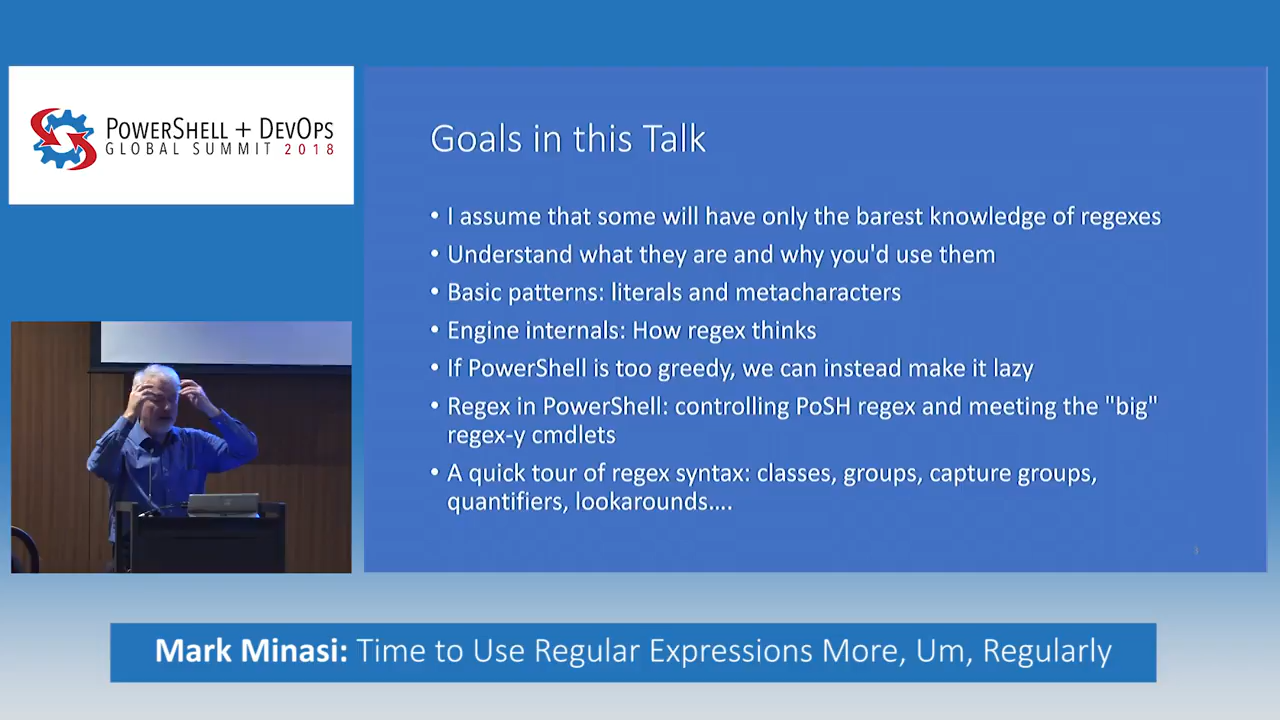 POWERSHELL + DEVOPS
GLOBAL SUMMIT 2018
Goals in this Talk
• I assume that some will have only the barest knowledge of regexes
• Understand what they are and why you'd use them
• Basic patterns: literals and metacharacters
• Engine internals: How regex thinks
• If PowerShell is too greedy, we can instead make it lazy
• Regex in PowerShell: controlling PoSH regex and meeting the "big"
regex-y cmdlets
• A quick tour of regex syntax: classes, groups, capture groups,
quantifiers, lookarounds....
Mark Minasi: Time to Use Regular Expressions More, Um, Regularly